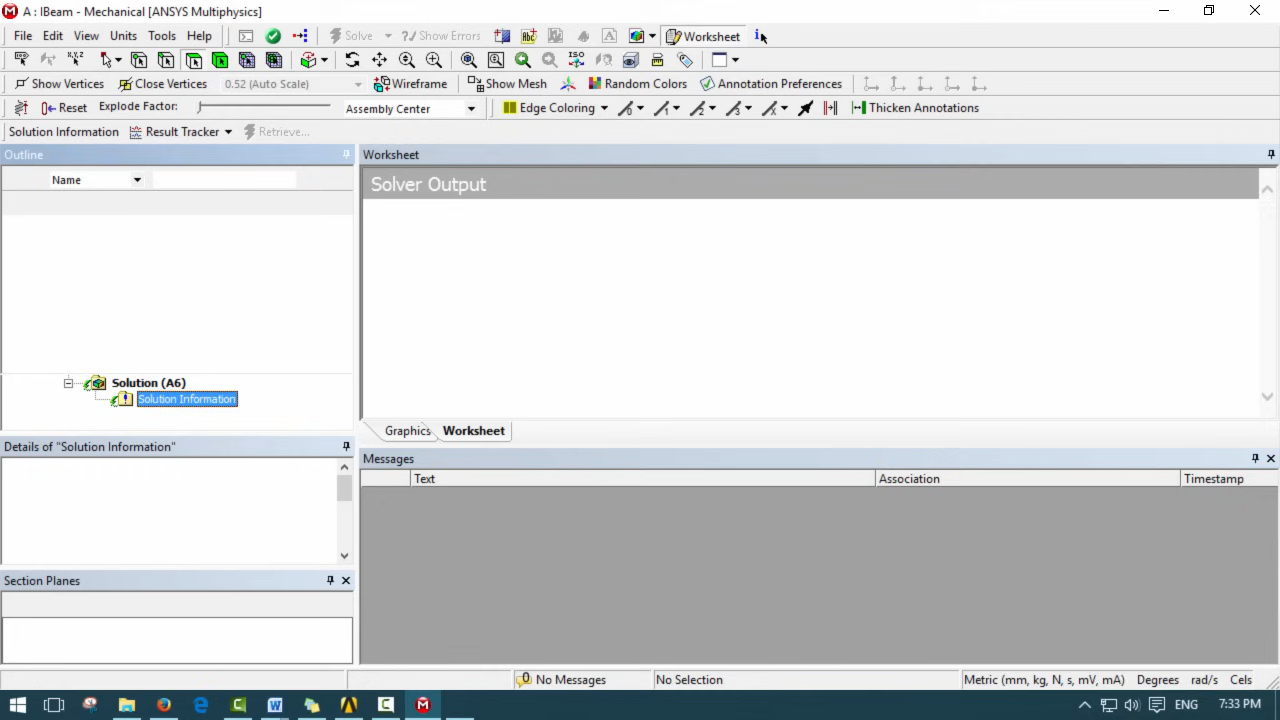 A : IBeam - Mechanical [ANSYS Multiphysics]
File Edit View Units Tools Help Solve ?/ Show Errors Worksheet
Show Vertices Close Vertices 0.52 (Auto Scale) Wireframe Show Mesh Random Colors Annotation Preferences
Reset Explode Factor: Assembly Center Edge Coloring Thicken Annotations
Solution Information Result Tracker Retrieve...
Outline
Name
Solution (A6)
Solution Information
Details of "Solution Information"
Section Planes
Worksheet
Solver Output
Graphics Worksheet
Messages
Text Association Timestamp
0 No Messages No Selection Metric (mm, kg, N, s, mV, mA) Degrees rad/s Cels
ENG 7:33 PM